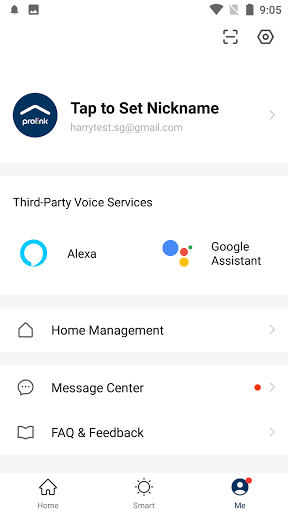 9:05
prolink
Tap to Set Nickname
harrytest.sg@gmail.com
Third-Party Voice Services
Alexa
Google
Assistant
Home Management
Message Center
FAQ & Feedback
Home
Smart
Me